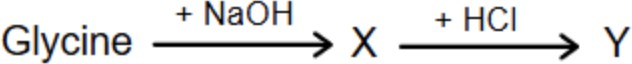 Glycine + NaOH X + HCl Y